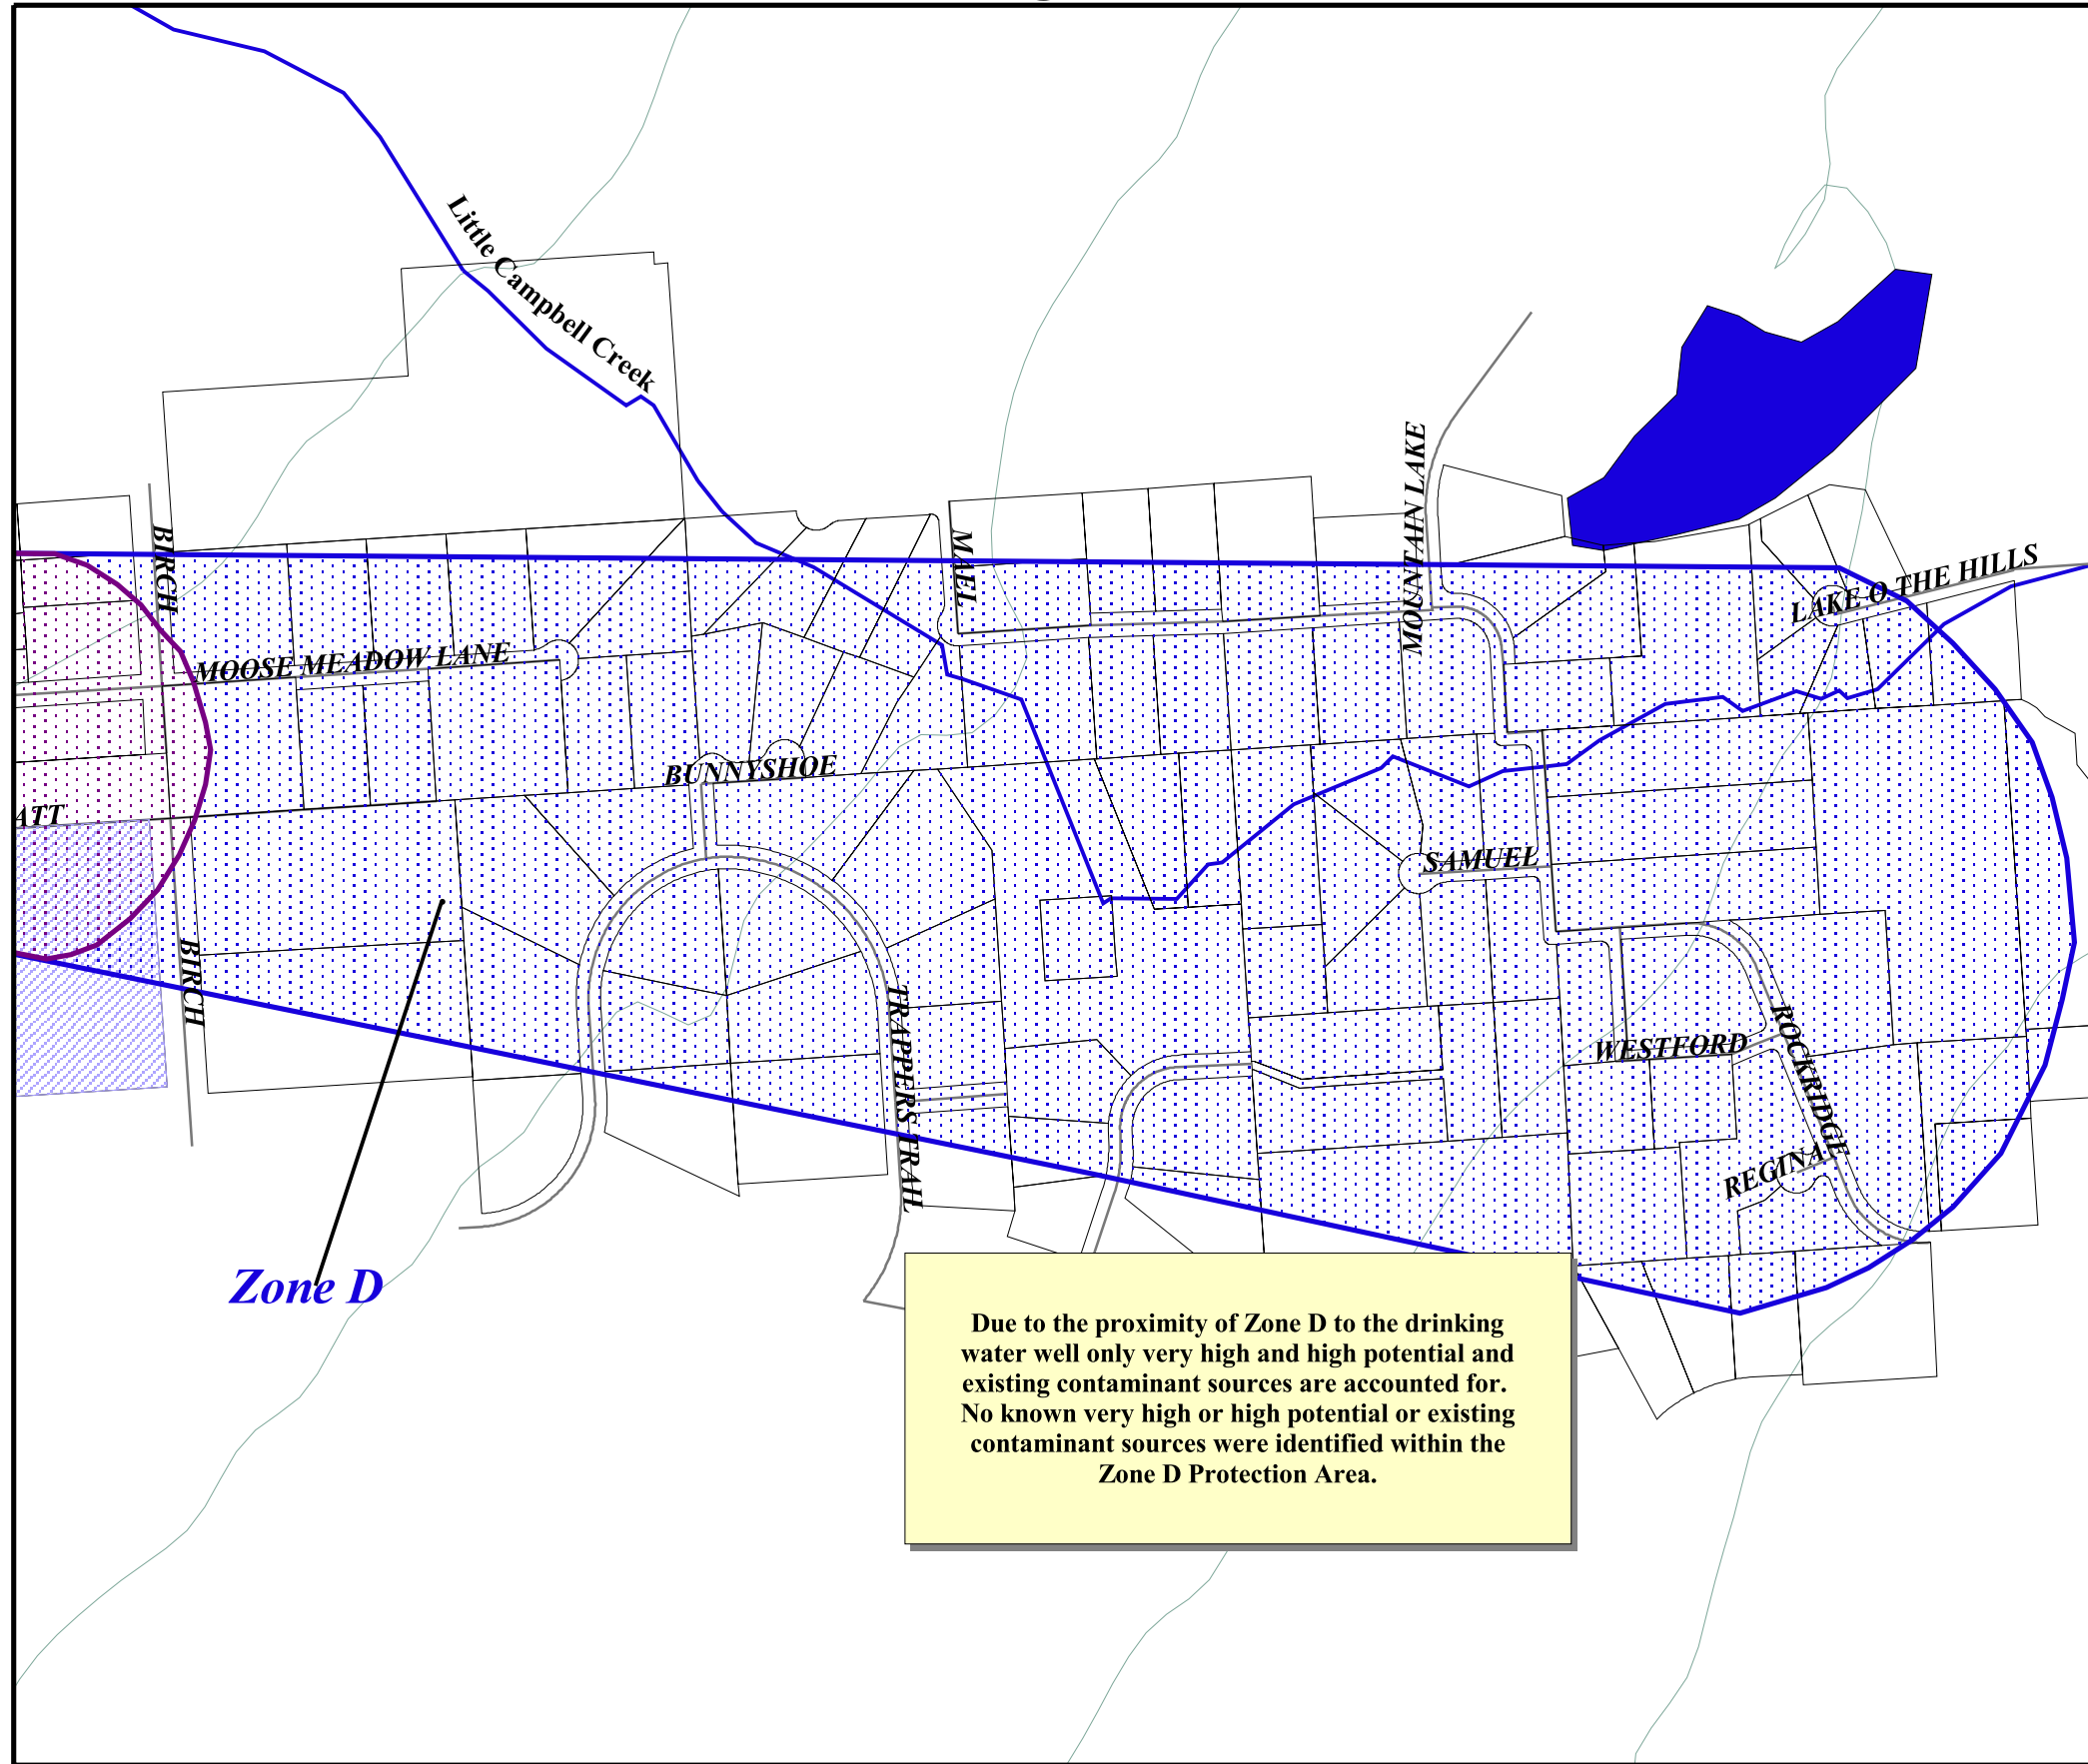 Little Campbell Creek
MOUNTAIN LAKE
BIRCH
MAEL
LAKE O THE HILLS
MOOSE MEADOW LANE
BUNNYSHOE
ATT
SAMUEL
BIRCH
TRAPPERS TRAIL
ROCKRIDGE
WESTFORD
REGINA
Zone D
Due to the proximity of Zone D to the drinking
water well only very high and high potential and
existing contaminant sources are accounted for.
No known very high or high potential or existing
contaminant sources were identified within the
Zone D Protection Area.